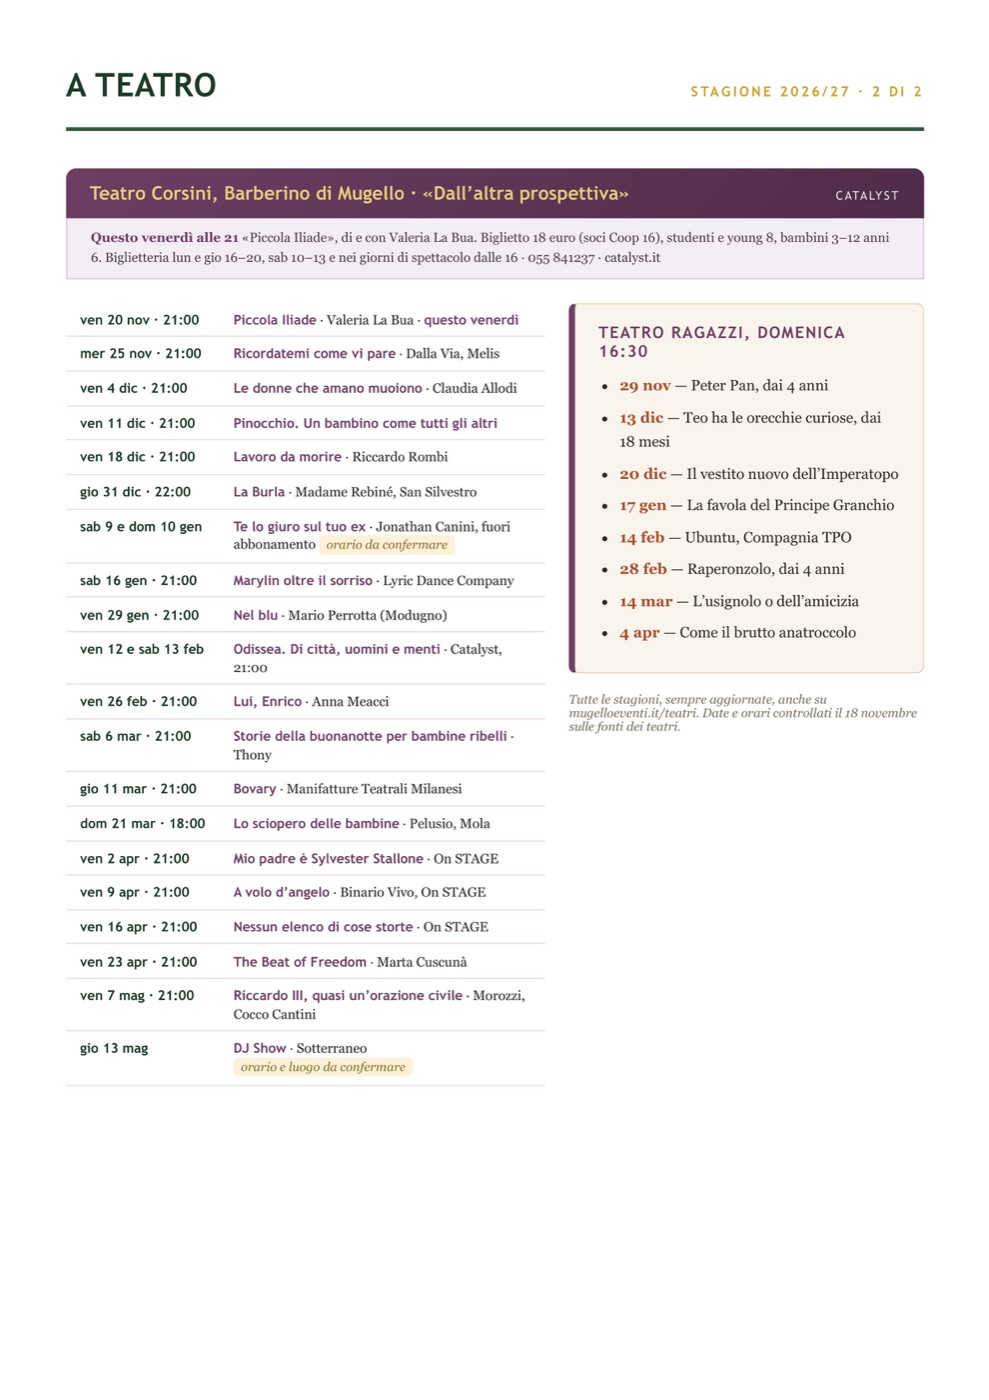 A TEATRO
STAGIONE 2026/27 · 2 DI 2
Teatro Corsini, Barberino di Mugello · «Dall’altra prospettiva»
CATALYST
Questo venerdì alle 21 «Piccola Iliade», di e con Valeria La Bua. Biglietto 18 euro (soci Coop 16), studenti e young 8, bambini 3–12 anni
6. Biglietteria lun e gio 16–20, sab 10–13 e nei giorni di spettacolo dalle 16 · 055 841237 · catalyst.it
ven 20 nov · 21:00 Piccola Iliade · Valeria La Bua · questo venerdì
mer 25 nov · 21:00 Ricordatemi come vi pare · Dalla Via, Melis
ven 4 dic · 21:00 Le donne che amano muoiono · Claudia Allodi
ven 11 dic · 21:00 Pinocchio. Un bambino come tutti gli altri
ven 18 dic · 21:00 Lavoro da morire · Riccardo Rombi
gio 31 dic · 22:00 La Burla · Madame Rebiné, San Silvestro
sab 9 e dom 10 gen Te lo giuro sul tuo ex · Jonathan Canini, fuori
abbonamento orario da confermare
sab 16 gen · 21:00 Marylin oltre il sorriso · Lyric Dance Company
ven 29 gen · 21:00 Nel blu · Mario Perrotta (Modugno)
ven 12 e sab 13 feb Odissea. Di città, uomini e menti · Catalyst,
21:00
ven 26 feb · 21:00 Lui, Enrico · Anna Meacci
sab 6 mar · 21:00 Storie della buonanotte per bambine ribelli ·
Thony
gio 11 mar · 21:00 Bovary · Manifatture Teatrali Milanesi
dom 21 mar · 18:00 Lo sciopero delle bambine · Pelusio, Mola
ven 2 apr · 21:00 Mio padre è Sylvester Stallone · On STAGE
ven 9 apr · 21:00 A volo d’angelo · Binario Vivo, On STAGE
ven 16 apr · 21:00 Nessun elenco di cose storte · On STAGE
ven 23 apr · 21:00 The Beat of Freedom · Marta Cuscunà
ven 7 mag · 21:00 Riccardo III, quasi un’orazione civile · Morozzi,
Cocco Cantini
gio 13 mag DJ Show · Sotterraneo
orario e luogo da confermare
TEATRO RAGAZZI, DOMENICA
16:30
• 29 nov — Peter Pan, dai 4 anni
• 13 dic — Teo ha le orecchie curiose, dai
18 mesi
• 20 dic — Il vestito nuovo dell’Imperatopo
• 17 gen — La favola del Principe Granchio
• 14 feb — Ubuntu, Compagnia TPO
• 28 feb — Raperonzolo, dai 4 anni
• 14 mar — L’usignolo o dell’amicizia
• 4 apr — Come il brutto anatroccolo
Tutte le stagioni, sempre aggiornate, anche su
mugelloeventi.it/teatri. Date e orari controllati il 18 novembre
sulle fonti dei teatri.